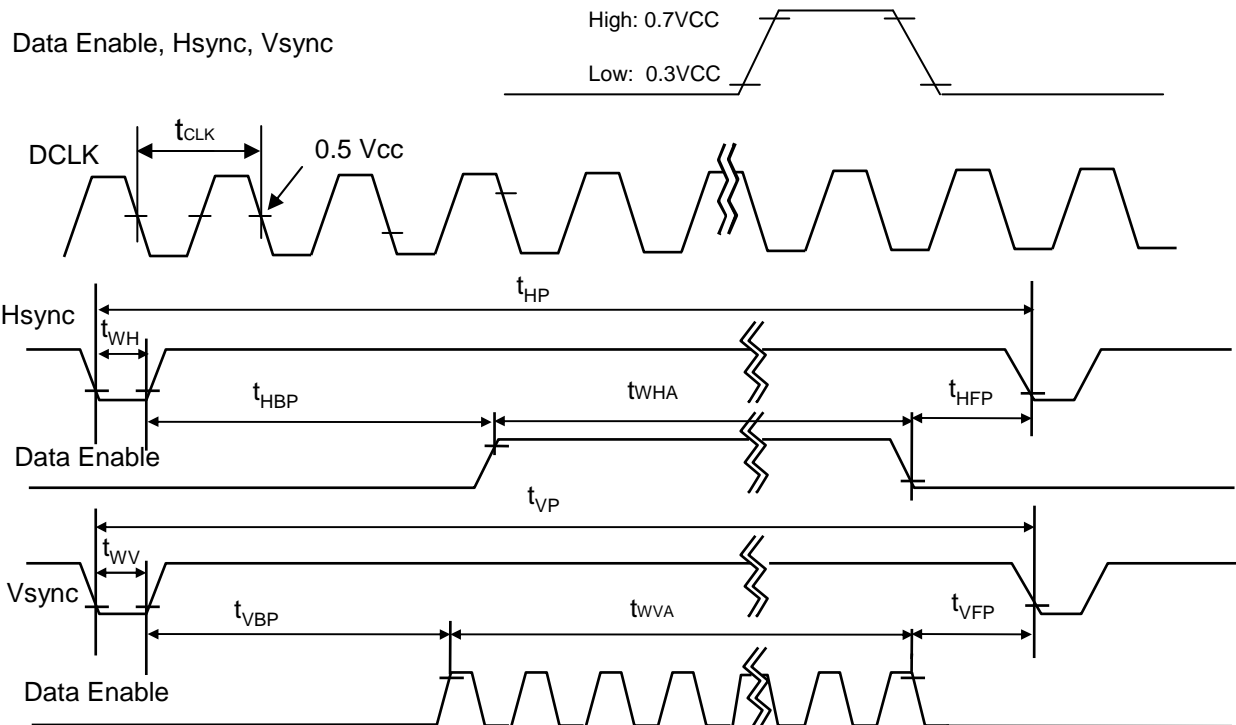 High: 0.7VCC
Data Enable, Hsync, Vsync
Low: 0.3VCC
tCLK
DCLK
0.5 Vcc
tHP
Hsync
tWH
tHBP
tWHA
tHFP
Data Enable
tVP
tWV
Vsync
tVBP
tWVA
tVFP
Data Enable